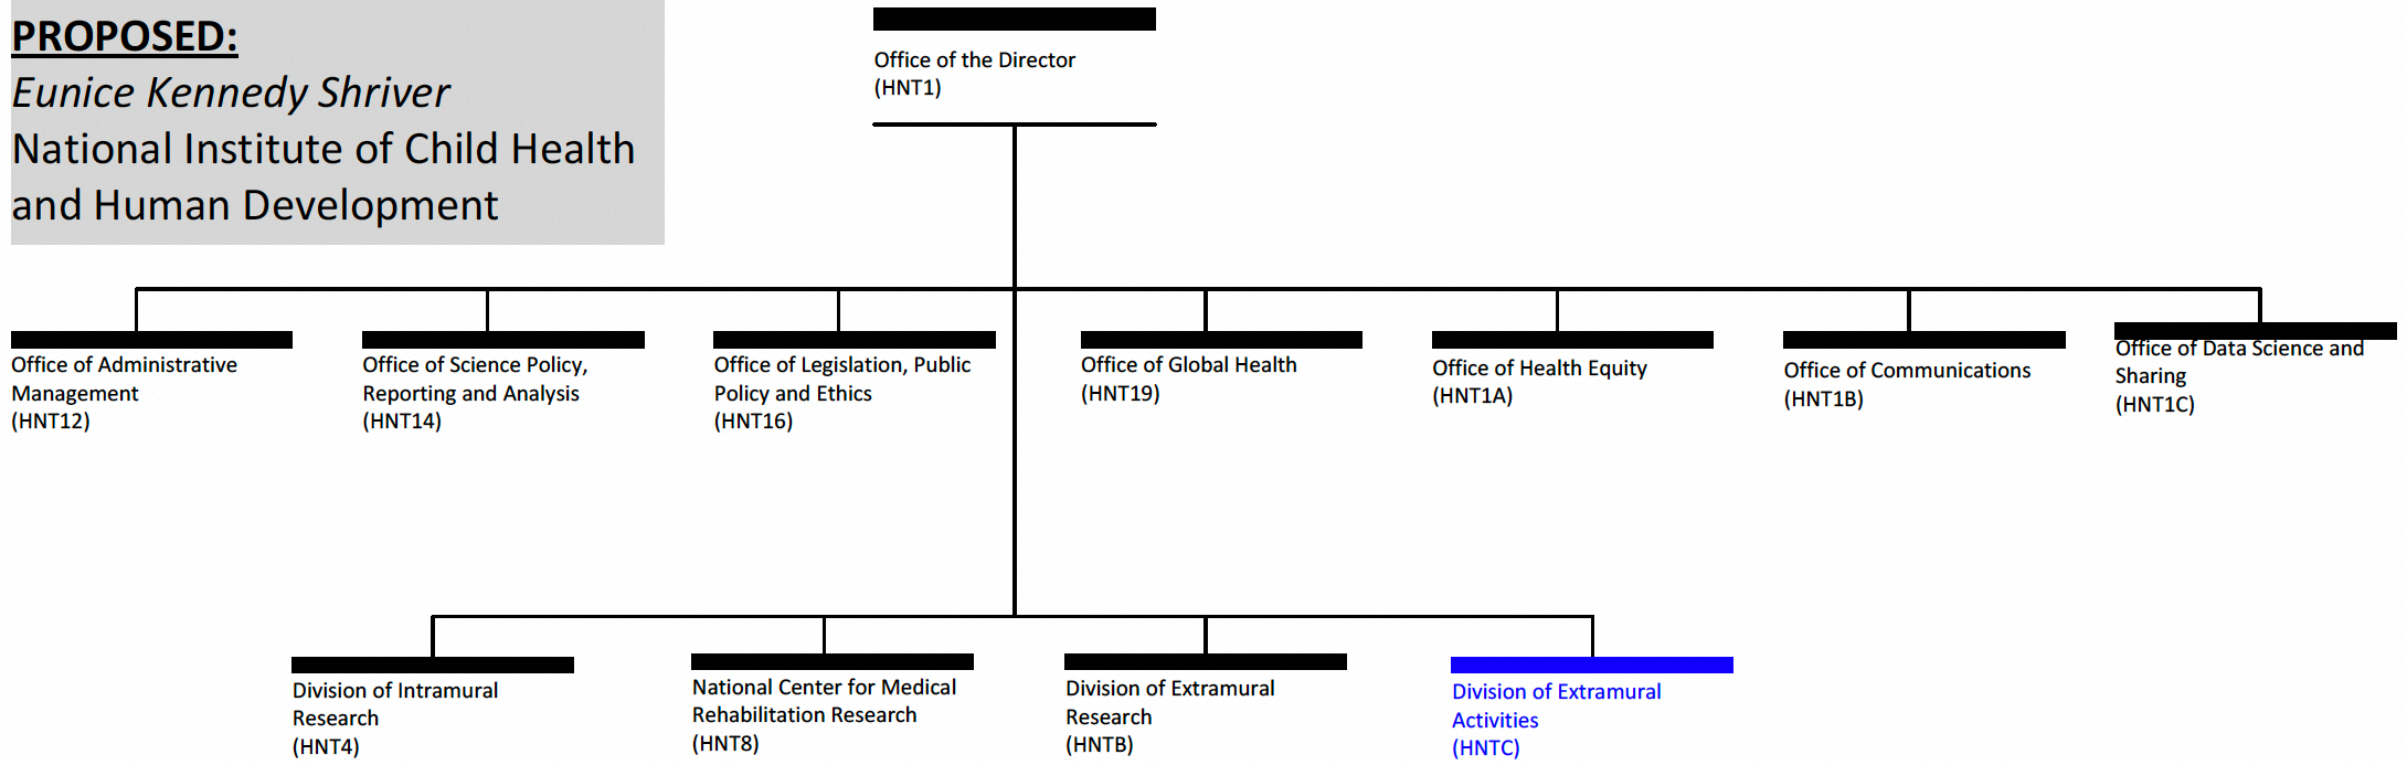 PROPOSED:
Eunice Kennedy Shriver
National Institute of Child Health
and Human Development
Office of the Director
(HNT1)
Office of Administrative
Management
(HNT12)
Office of Science Policy,
Reporting and Analysis
(HNT14)
Office of Legislation, Public
Policy and Ethics
(HNT16)
Office of Global Health
(HNT19)
Office of Health Equity
(HNT1A)
Office of Communications
(HNT1B)
Office of Data Science and
Sharing
(HNT1C)
Division of Intramural
Research
(HNT4)
National Center for Medical
Rehabilitation Research
(HNT8)
Division of Extramural
Research
(HNTB)
Division of Extramural
Activities
(HNTC)